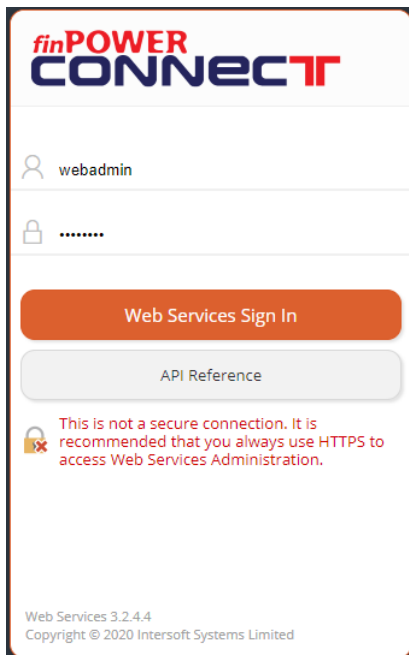 finPOWER
CONNECT
webadmin
••••••••
Web Services Sign In
API Reference
This is not a secure connection. It is
recommended that you always use HTTPS to
access Web Services Administration.
Web Services 3.2.4.4
Copyright © 2020 Intersoft Systems Limited